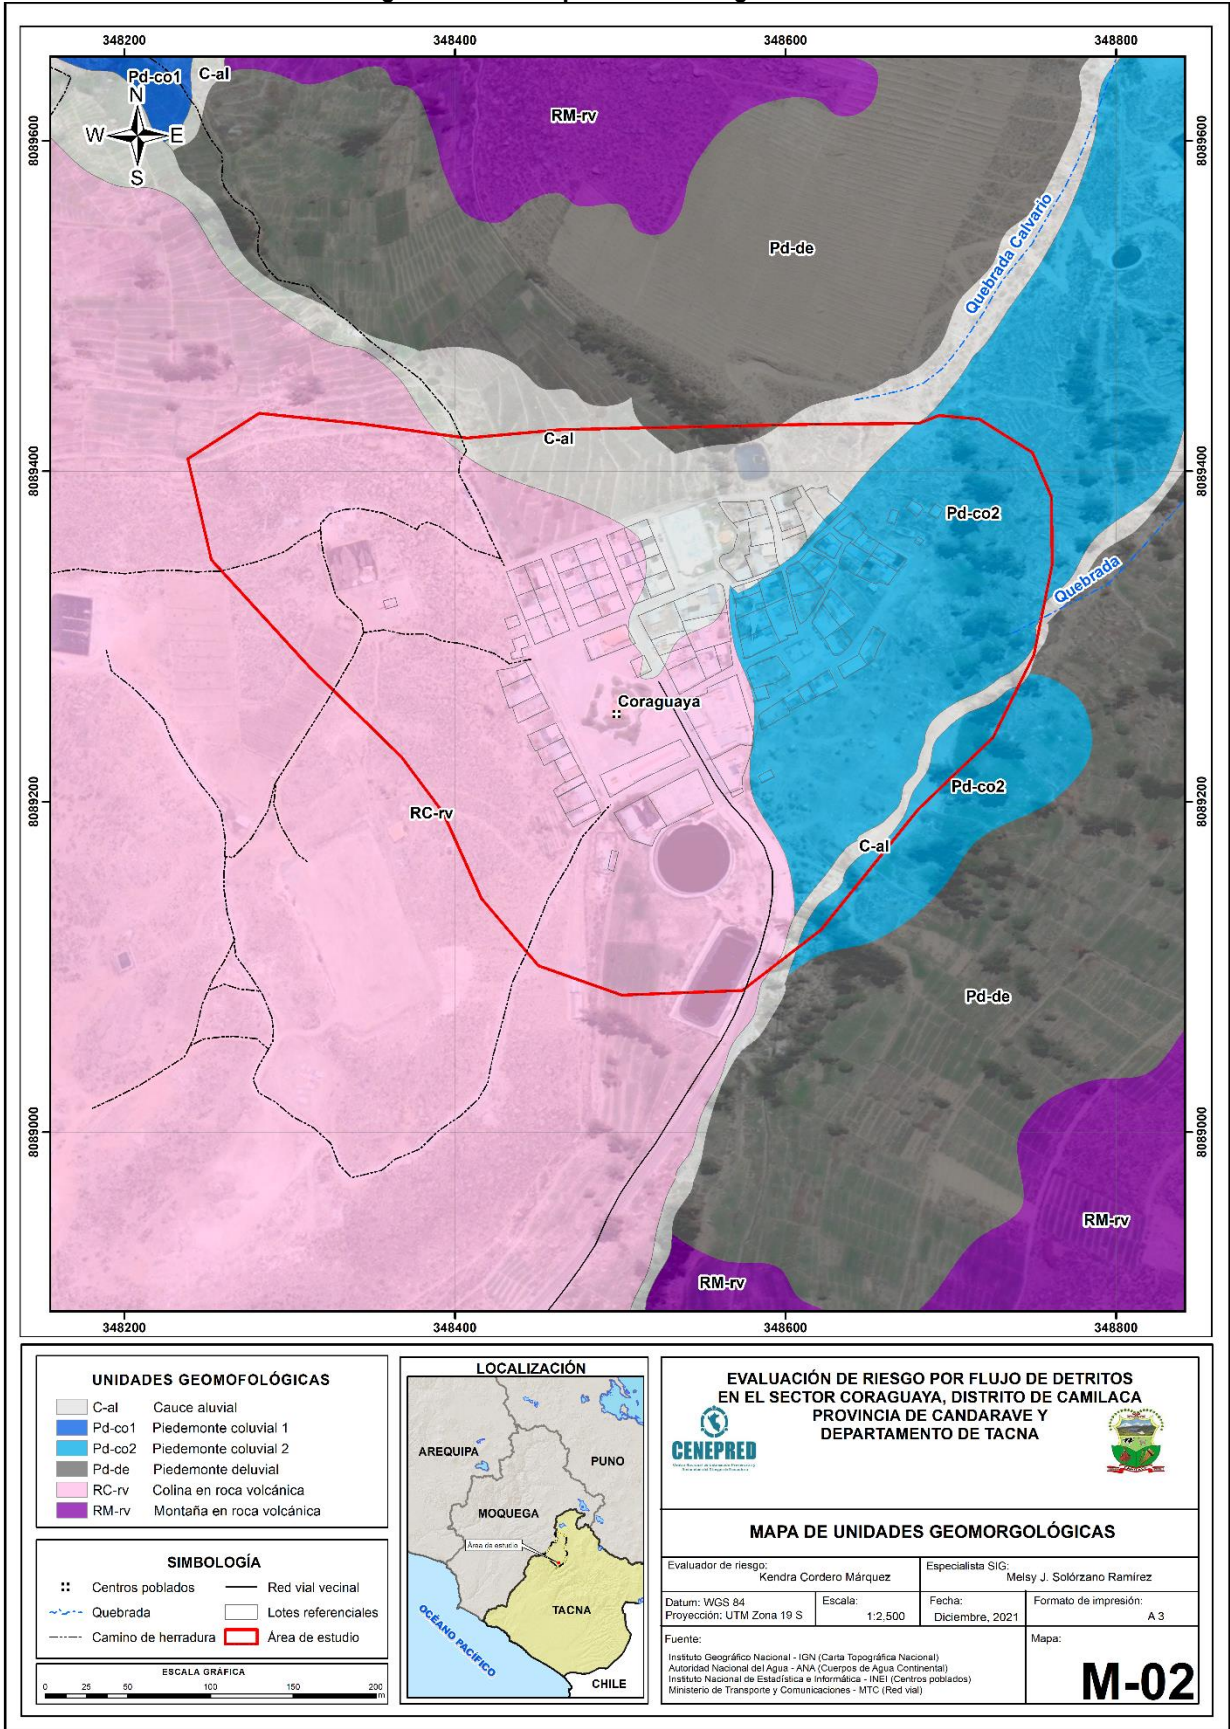 348200
348400
348600
348800
Pd-co1
C-al
RM-rv
N
W
E
S
8089600
8089600
Quebrada Calvario
Pd-de
C-al
8089400
8089400
Pd-co2
Quebrada
Coraguaya
Pd-co2
8089200
8089200
RC-rv
C-al
Pd-de
8089000
8089000
RM-rv
RM-rv
348200
348400
348600
348800
UNIDADES GEOMOFOLÓGICAS
C-al Cauce aluvial
Pd-co1 Piedemonte coluvial 1
Pd-co2 Piedemonte coluvial 2
Pd-de Piedemonte deluvial
RC-rv Colina en roca volcánica
RM-rv Montaña en roca volcánica
SIMBOLOGÍA
Centros poblados
Red vial vecinal
Quebrada
Lotes referenciales
Camino de herradura
Área de estudio
ESCALA GRÁFICA
0 25 50 100 150 200
m
LOCALIZACIÓN
AREQUIPA
PUNO
MOQUEGA
Área de estudio
TACNA
OCÉANO PACÍFICO
CHILE
EVALUACIÓN DE RIESGO POR FLUJO DE DETRITOS
EN EL SECTOR CORAGUAYA, DISTRITO DE CAMILACA
PROVINCIA DE CANDARAVE Y
DEPARTAMENTO DE TACNA
CENEPRED
MAPA DE UNIDADES GEOMORGOLÓGICAS
Evaluador de riesgo:
Kendra Cordero Márquez
Especialista SIG:
Melsy J. Solórzano Ramírez
Datum: WGS 84
Proyección: UTM Zona 19 S
Escala:
1:2,500
Fecha:
Diciembre, 2021
Formato de impresión:
A 3
Fuente:
Instituto Geográfico Nacional - IGN (Carta Topográfica Nacional)
Autoridad Nacional del Agua - ANA (Cuerpos de Agua Continental)
Instituto Nacional de Estadística e Informática - INEI (Centros poblados)
Ministerio de Transporte y Comunicaciones - MTC (Red vial)
Mapa:
M-02